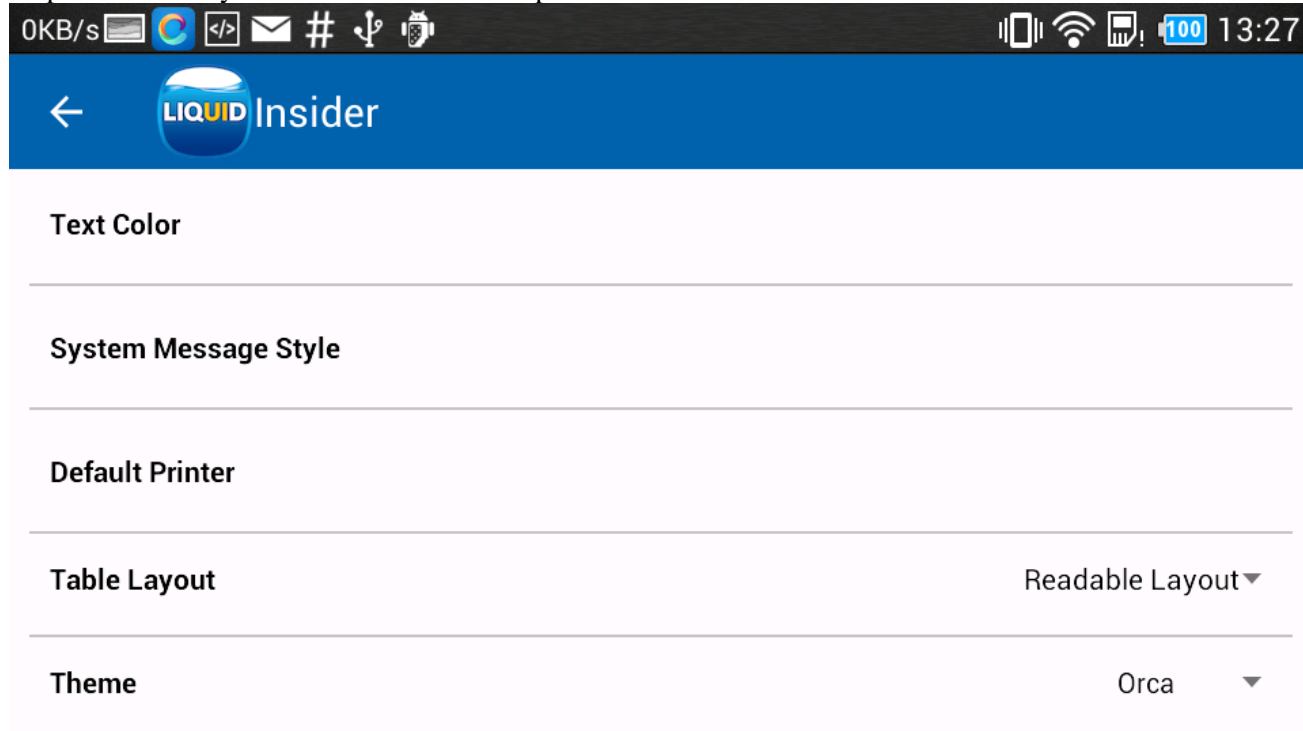 0KB/s 100 13:27
LIQUID Insider
Text Color
System Message Style
Default Printer
Table Layout Readable Layout
Theme Orca